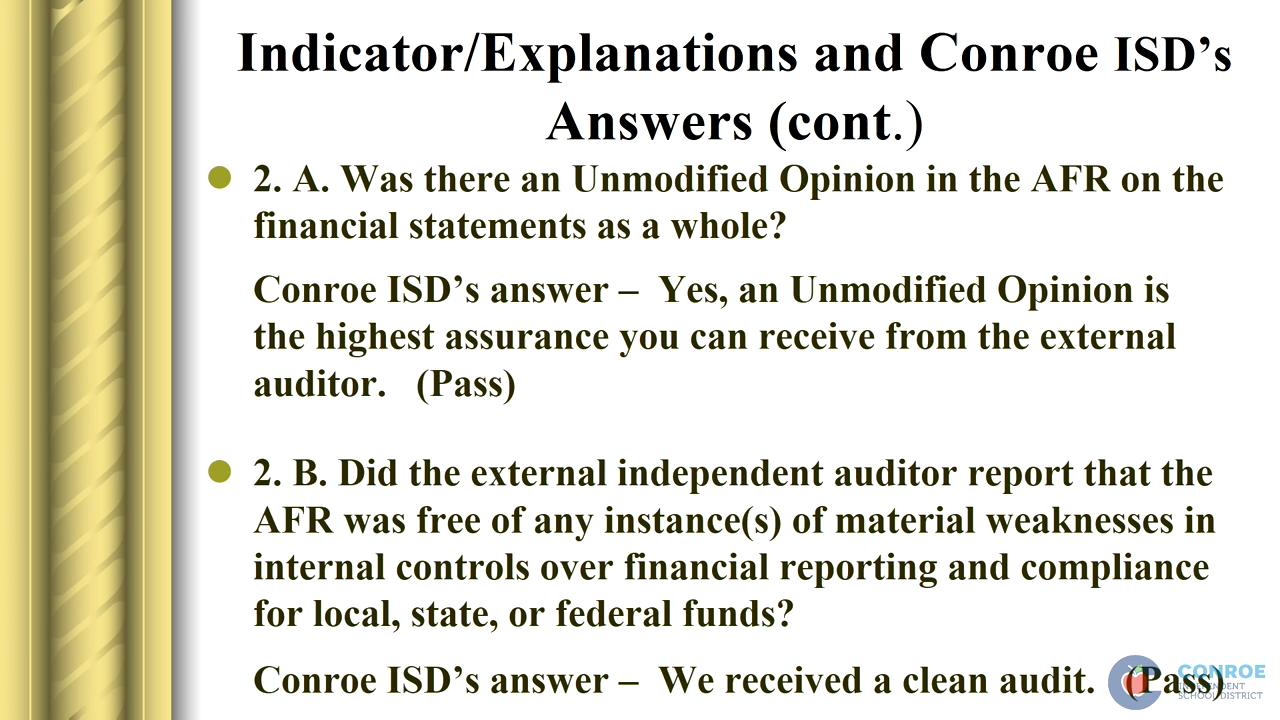 Indicator/Explanations and Conroe ISD’s
Answers (cont.)
2. A. Was there an Unmodified Opinion in the AFR on the
financial statements as a whole?
Conroe ISD’s answer – Yes, an Unmodified Opinion is
the highest assurance you can receive from the external
auditor. (Pass)
2. B. Did the external independent auditor report that the
AFR was free of any instance(s) of material weaknesses in
internal controls over financial reporting and compliance
for local, state, or federal funds?
Conroe ISD’s answer – We received a clean audit. (Pass)
CONROE
INDEPENDENT
SCHOOL DISTRICT